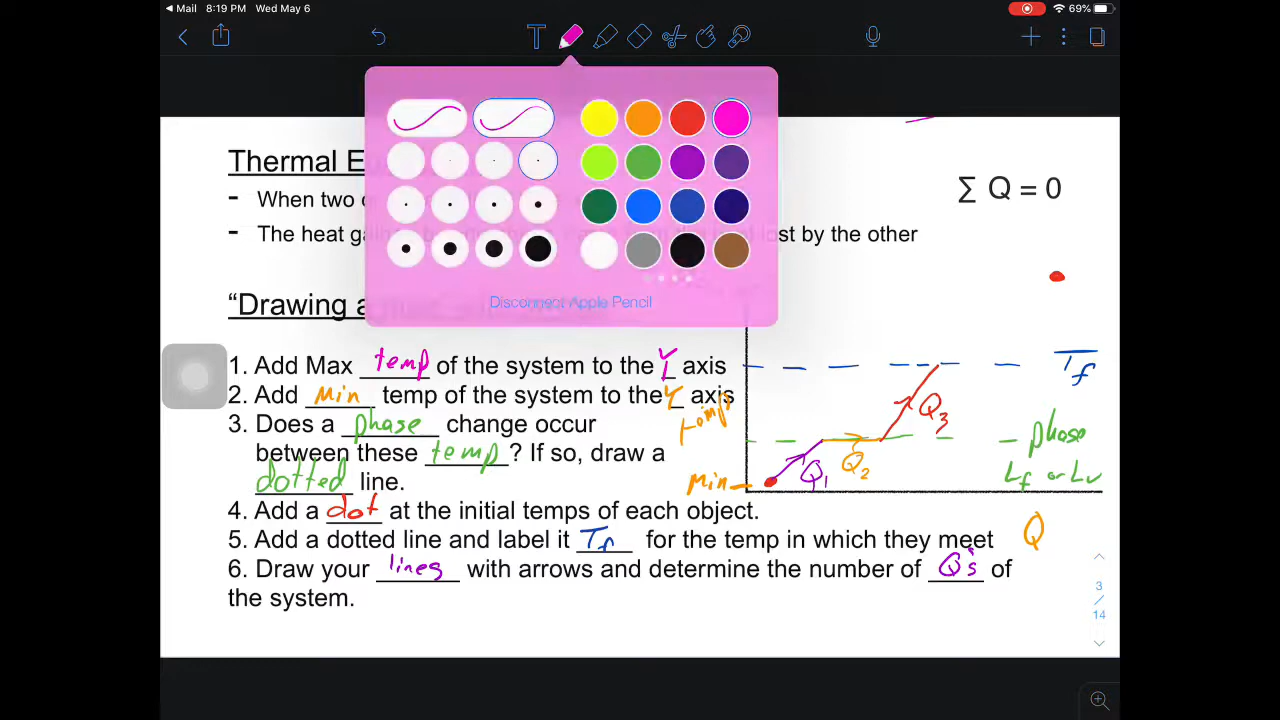 Mail 8:19 PM Wed May 6 69%
T
Thermal E
- When two
∑ Q = 0
- The heat ost by the other
Disconnect Apple Pencil
"Drawing a
1. Add Max temp of the system to the Y axis
2. Add Min temp of the system to the Y axis
3. Does a phase change occur
between these temp? If so, draw a
dotted line.
4. Add a dot at the initial temps of each object.
5. Add a dotted line and label it Tf for the temp in which they meet
6. Draw your lines with arrows and determine the number of Q's of
the system.
temp
Min
Tf
Q3
phase
Q1
Q2
Lf or Lv
Q
3
/
14